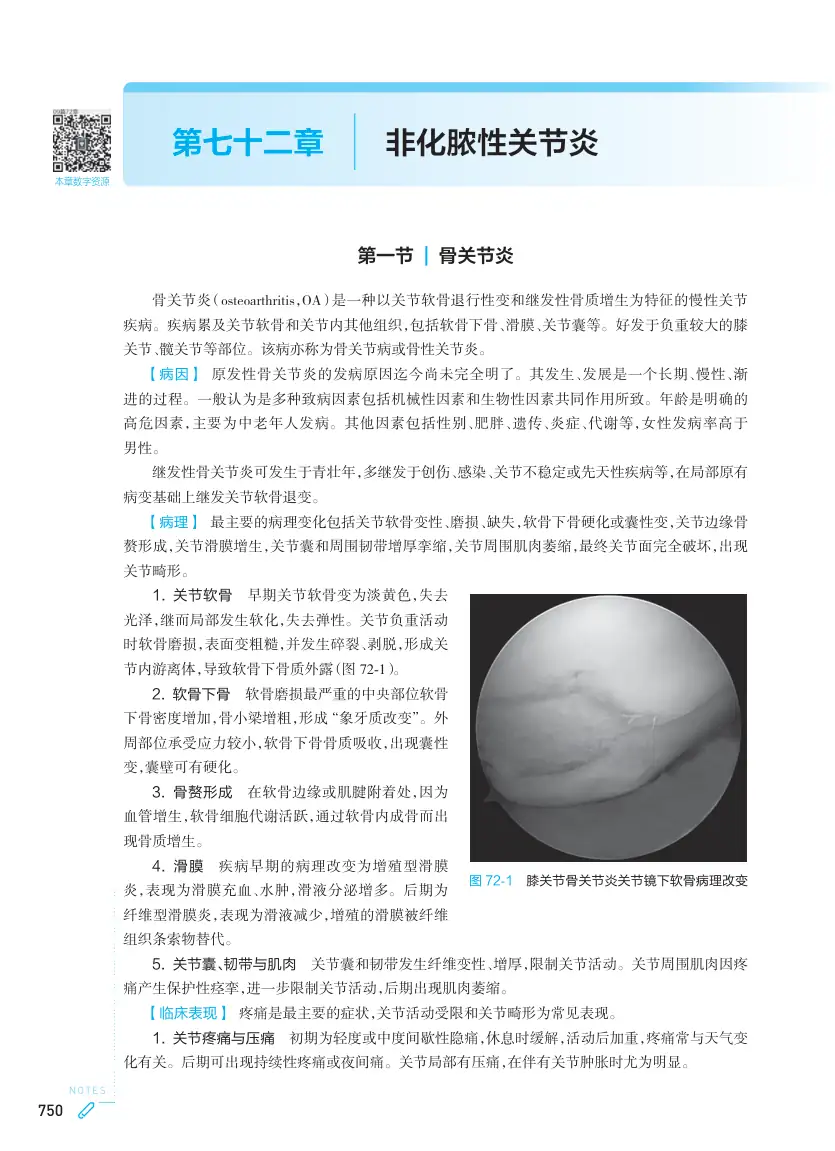 本章数字资源
第七十二章 非化脓性关节炎
第一节 | 骨关节炎
骨关节炎(osteoarthritis,OA)是一种以关节软骨退行性变和继发性骨质增生为特征的慢性关节
疾病。疾病累及关节软骨和关节内其他组织,包括软骨下骨、滑膜、关节囊等。好发于负重较大的膝
关节、髋关节等部位。该病亦称为骨关节病或骨性关节炎。
【病因】 原发性骨关节炎的发病原因迄今尚未完全明了。其发生、发展是一个长期、慢性、渐
进的过程。一般认为是多种致病因素包括机械性因素和生物性因素共同作用所致。年龄是明确的
高危因素,主要为中老年人发病。其他因素包括性别、肥胖、遗传、炎症、代谢等,女性发病率高于
男性。
继发性骨关节炎可发生于青壮年,多继发于创伤、感染、关节不稳定或先天性疾病等,在局部原有
病变基础上继发关节软骨退变。
【病理】 最主要的病理变化包括关节软骨变性、磨损、缺失,软骨下骨硬化或囊性变,关节边缘骨
赘形成,关节滑膜增生,关节囊和周围韧带增厚挛缩,关节周围肌肉萎缩,最终关节面完全破坏,出现
关节畸形。
1. 关节软骨 早期关节软骨变为淡黄色,失去
光泽,继而局部发生软化,失去弹性。关节负重活动
时软骨磨损,表面变粗糙,并发生碎裂、剥脱,形成关
节内游离体,导致软骨下骨质外露(图 72-1)。
2. 软骨下骨 软骨磨损最严重的中央部位软骨
下骨密度增加,骨小梁增粗,形成“象牙质改变”。外
周部位承受应力较小,软骨下骨骨质吸收,出现囊性
变,囊壁可有硬化。
3. 骨赘形成 在软骨边缘或肌腱附着处,因为
血管增生,软骨细胞代谢活跃,通过软骨内成骨而出
现骨质增生。
4. 滑膜 疾病早期的病理改变为增殖型滑膜
炎,表现为滑膜充血、水肿,滑液分泌增多。后期为
纤维型滑膜炎,表现为滑液减少,增殖的滑膜被纤维
组织条索物替代。
图 72-1 膝关节骨关节炎关节镜下软骨病理改变
5. 关节囊、韧带与肌肉 关节囊和韧带发生纤维变性、增厚,限制关节活动。关节周围肌肉因疼
痛产生保护性痉挛,进一步限制关节活动,后期出现肌肉萎缩。
【临床表现】 疼痛是最主要的症状,关节活动受限和关节畸形为常见表现。
1. 关节疼痛与压痛 初期为轻度或中度间歇性隐痛,休息时缓解,活动后加重,疼痛常与天气变
化有关。后期可出现持续性疼痛或夜间痛。关节局部有压痛,在伴有关节肿胀时尤为明显。
NOTES
750